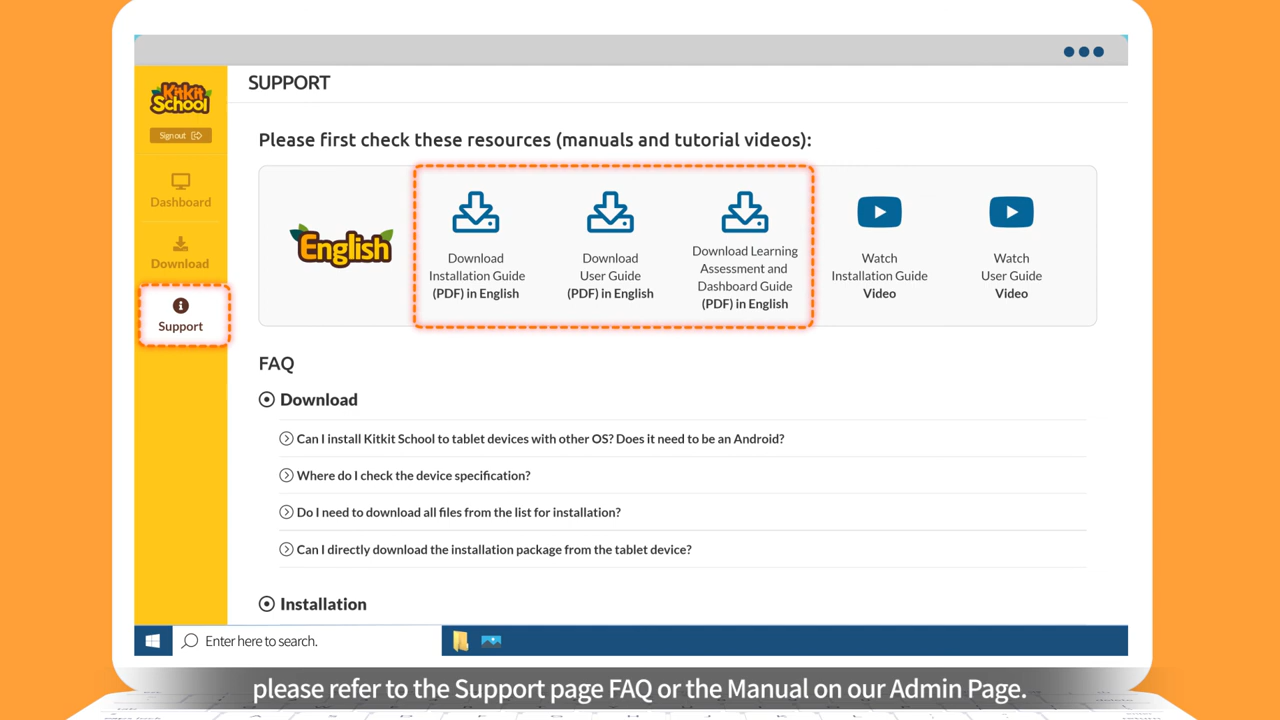 SUPPORT
Kitkit
School
Sign out
Dashboard
Download
Support
Please first check these resources (manuals and tutorial videos):
English
Download
Installation Guide
(PDF) in English
Download
User Guide
(PDF) in English
Download Learning
Assessment and
Dashboard Guide
(PDF) in English
Watch
Installation Guide
Video
Watch
User Guide
Video
FAQ
Download
Can I install Kitkit School to tablet devices with other OS? Does it need to be an Android?
Where do I check the device specification?
Do I need to download all files from the list for installation?
Can I directly download the installation package from the tablet device?
Installation
Enter here to search.
please refer to the Support page FAQ or the Manual on our Admin Page.